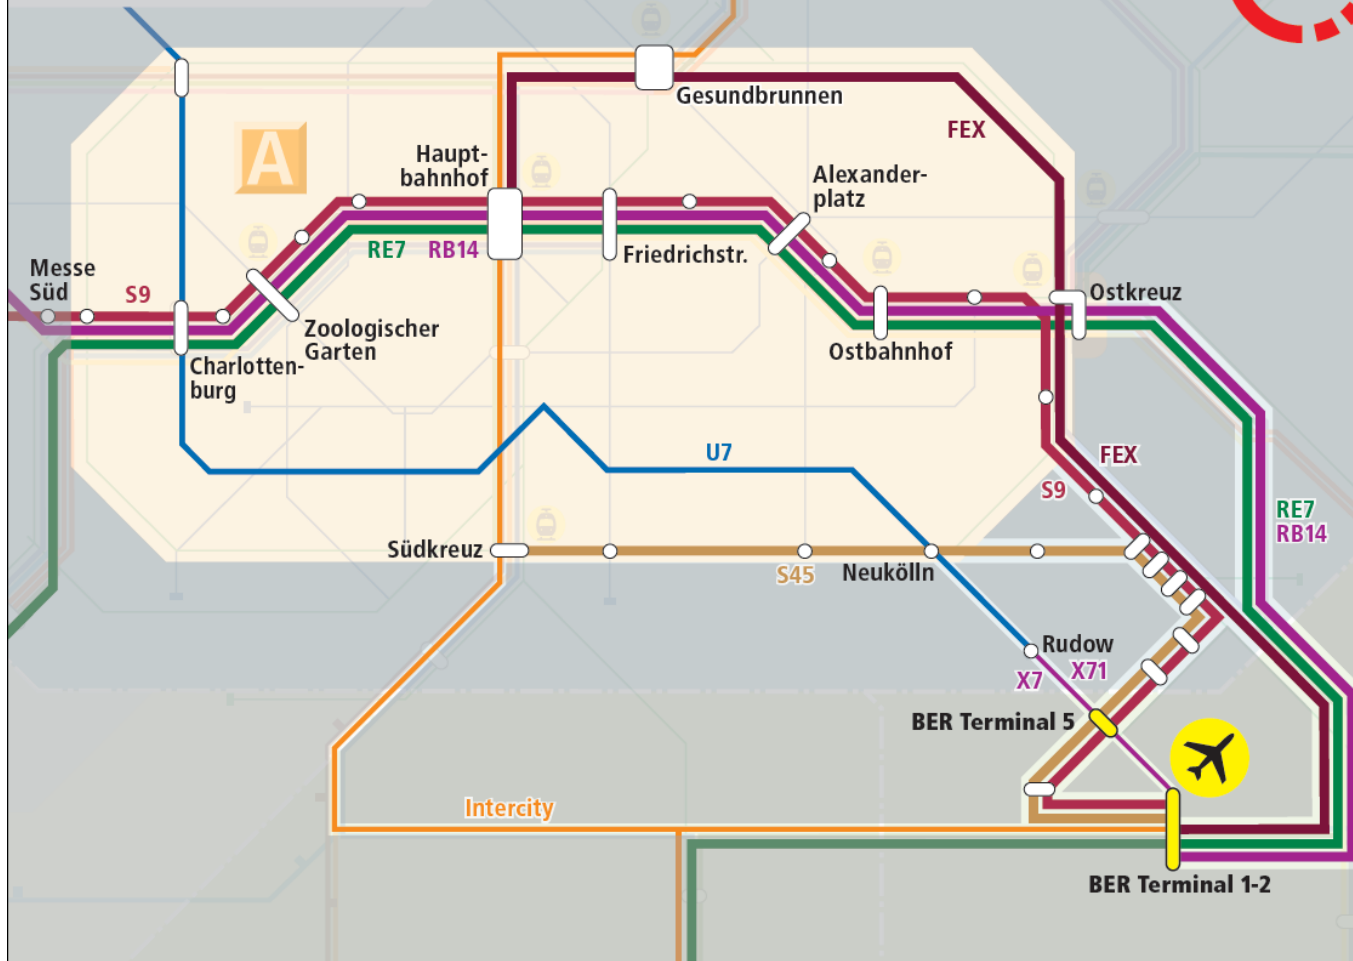 Gesundbrunnen
FEX
A
Haupt-
bahnhof
Alexander-
platz
RE7
RB14
Friedrichstr.
Messe
Süd
S9
Ostkreuz
Zoologischer
Garten
Ostbahnhof
Charlotten-
burg
U7
FEX
S9
RE7
RB14
Südkreuz
S45
Neukölln
Rudow
X7
X71
BER Terminal 5
Intercity
BER Terminal 1-2